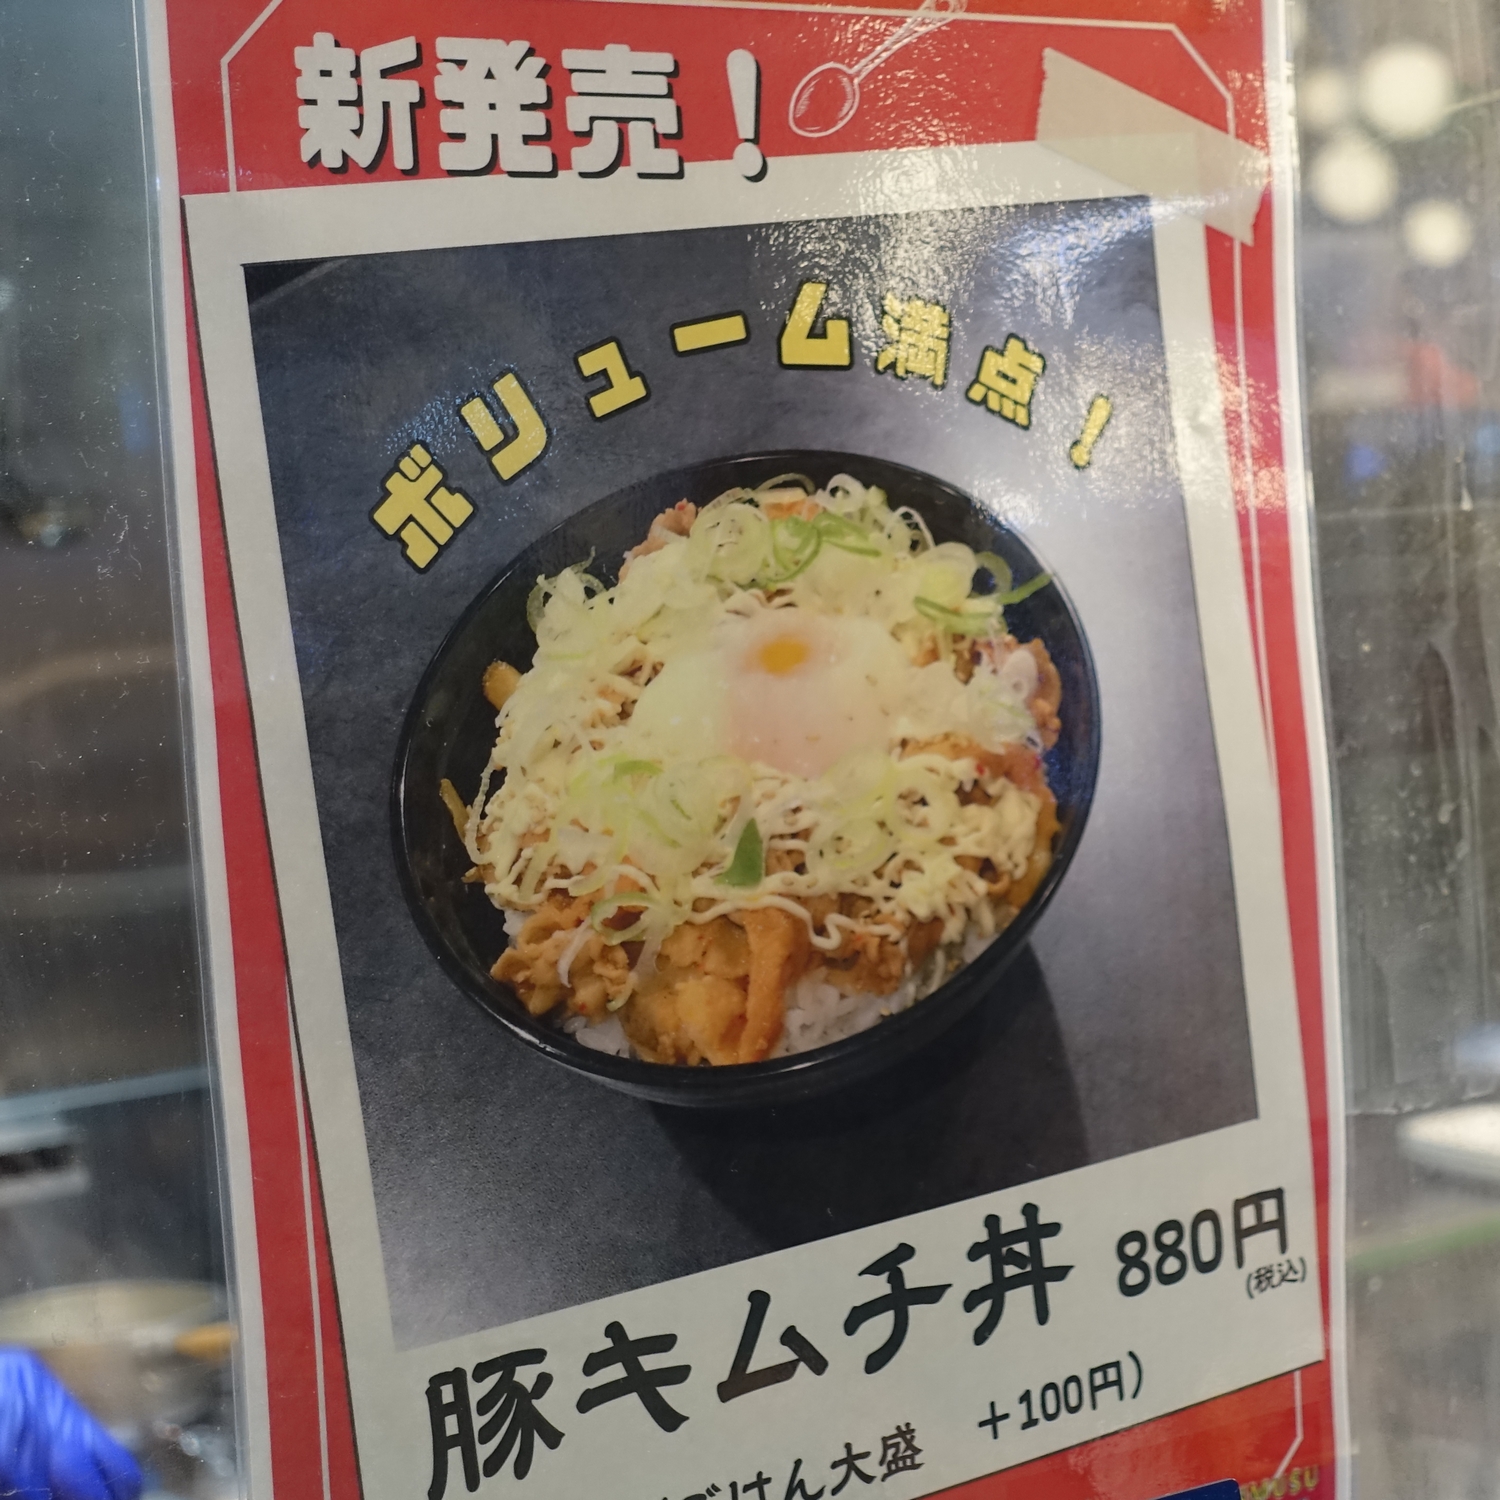 新発売!
ボリューム満点!
豚キムチ丼 880円
(税込)
ごはん大盛 +100円)